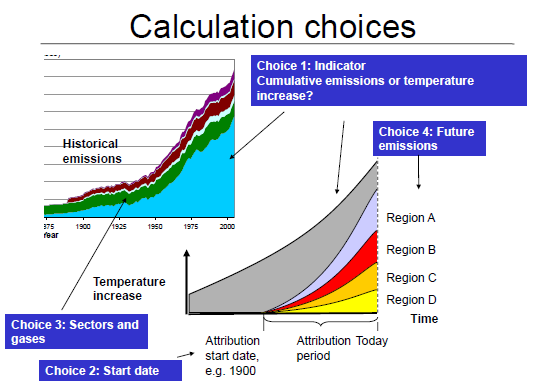 Calculation choices
Choice 1: Indicator
Cumulative emissions or temperature
increase?
Choice 4: Future
emissions
Historical
emissions
1900
1925
1950
1975
2000
Region A
Region B
Region C
Region D
Temperature
increase
Time
Choice 3: Sectors and
gases
Choice 2: Start date
Attribution
start date,
e.g. 1900
Attribution
period
Today